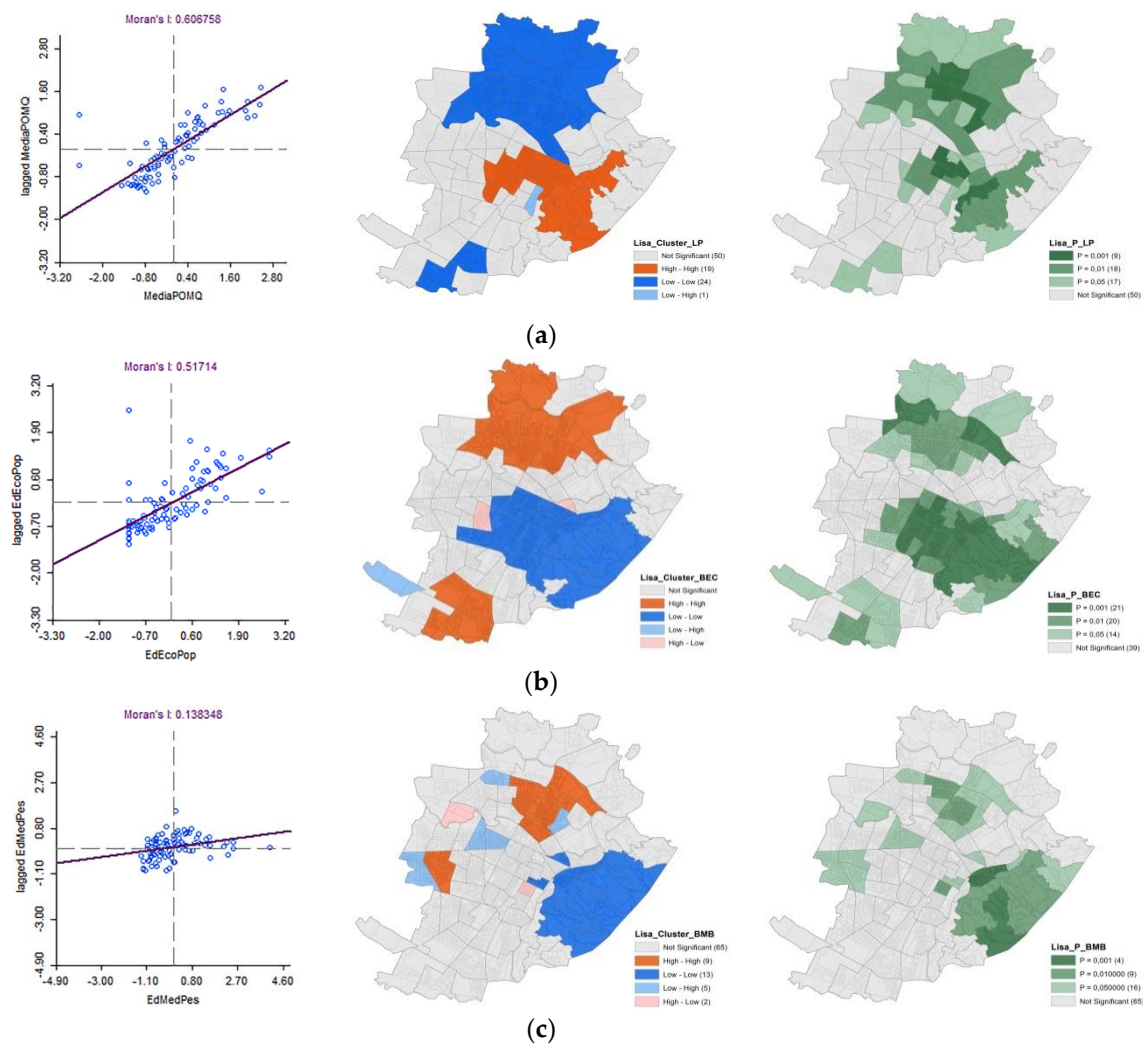 Moran's I: 0.606758
2.80
1.60
0.40
-0.80
-2.00
-3.20
lagged MediaPOMQ
-3.20 -2.00 -0.80 0.40 1.60 2.80
MediaPOMQ
Lisa_Cluster_LP
Not Significant (50)
High - High (19)
Low - Low (24)
Low - High (1)
Lisa_P_LP
P = 0,001 (9)
P = 0,01 (18)
P = 0,05 (17)
Not Significant (50)
(a)
Moran's I: 0.51714
3.20
1.90
0.60
-0.70
-2.00
-3.30
lagged EdEcoPop
-3.30 -2.00 -0.70 0.60 1.90 3.20
EdEcoPop
Lisa_Cluster_BEC
Not Significant
High - High
Low - Low
Low - High
High - Low
Lisa_P_BEC
P = 0,001 (21)
P = 0,01 (20)
P = 0,05 (14)
Not Significant (39)
(b)
Moran's I: 0.138348
4.60
2.70
0.80
-1.10
-3.00
-4.90
lagged EdMedPes
-4.90 -3.00 -1.10 0.80 2.70 4.60
EdMedPes
Lisa_Cluster_BMB
Not Significant (65)
High - High (9)
Low - Low (13)
Low - High (5)
High - Low (2)
Lisa_P_BMB
P = 0,001 (4)
P = 0,010000 (9)
P = 0,050000 (16)
Not Significant (65)
(c)